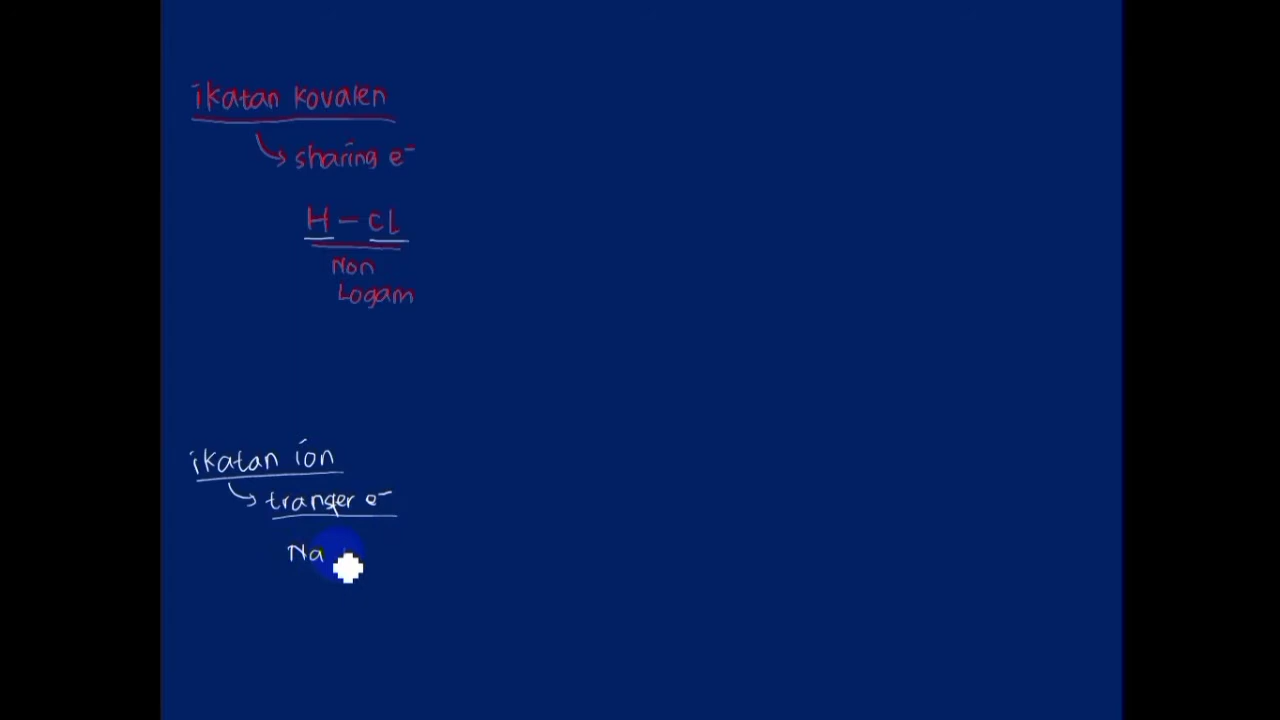 ikatan kovalen
sharing e⁻
H - Cl
Non
Logam
ikatan ion
transfer e⁻
Na